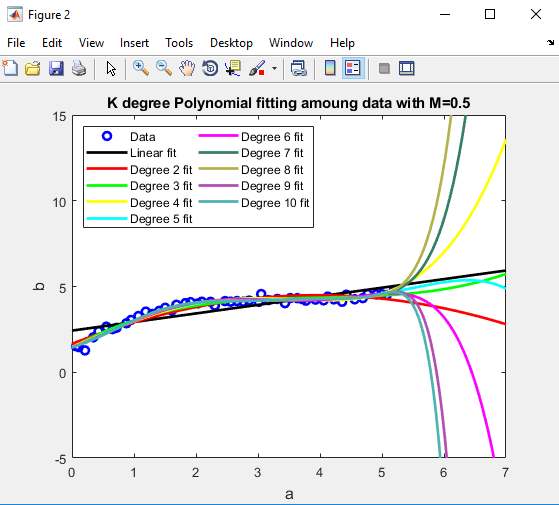 Figure 2
File Edit View Insert Tools Desktop Window Help
K degree Polynomial fitting amoung data with M=0.5
15
10
5
0
-5
b
Data
Linear fit
Degree 2 fit
Degree 3 fit
Degree 4 fit
Degree 5 fit
Degree 6 fit
Degree 7 fit
Degree 8 fit
Degree 9 fit
Degree 10 fit
0 1 2 3 4 5 6 7
a